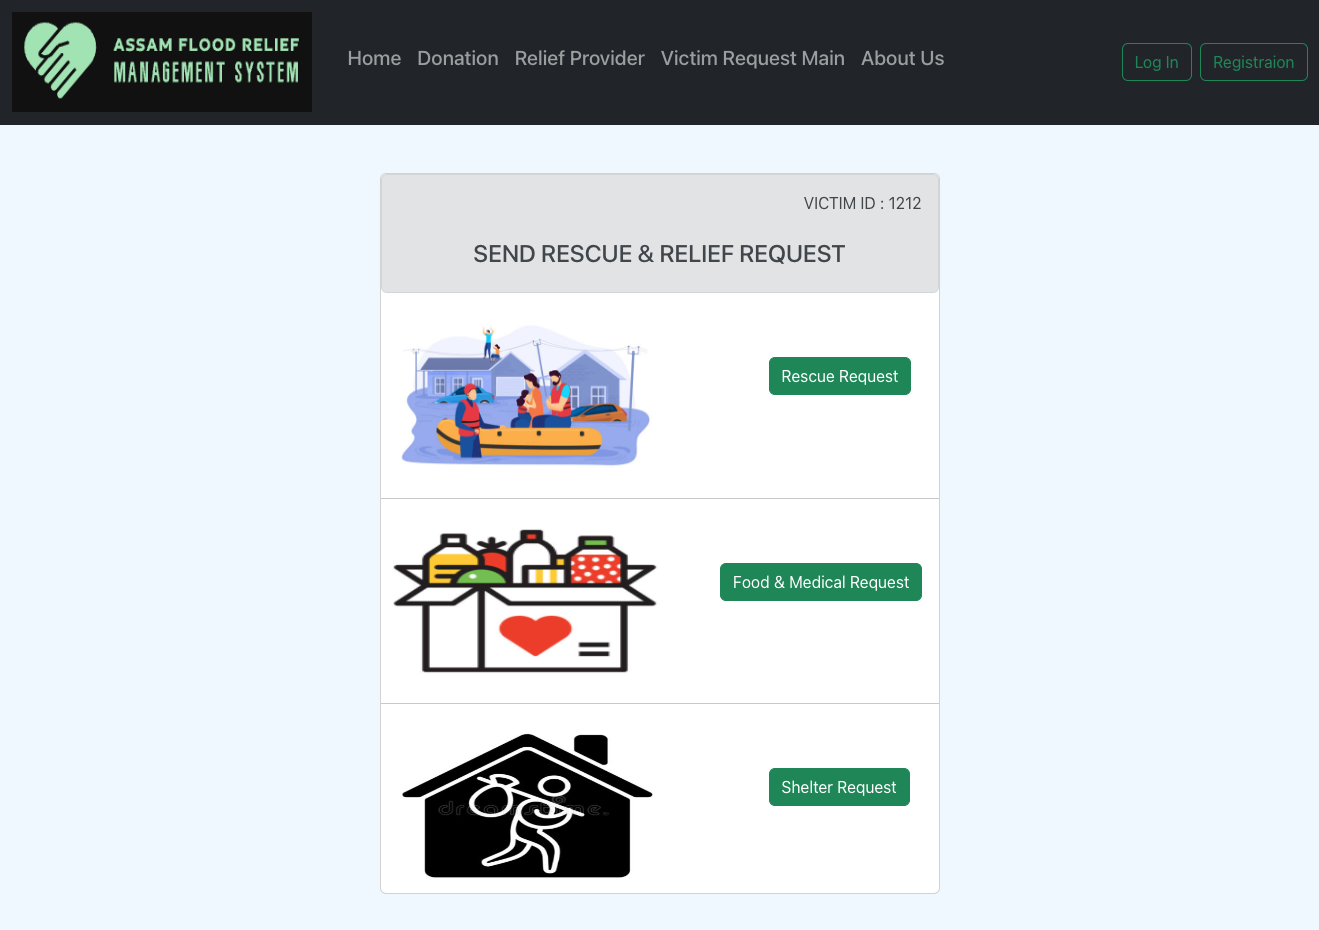 ASSAM FLOOD RELIEF
MANAGEMENT SYSTEM
Home Donation Relief Provider Victim Request Main About Us
Log In Registraion
VICTIM ID : 1212
SEND RESCUE & RELIEF REQUEST
Rescue Request
Food & Medical Request
Shelter Request